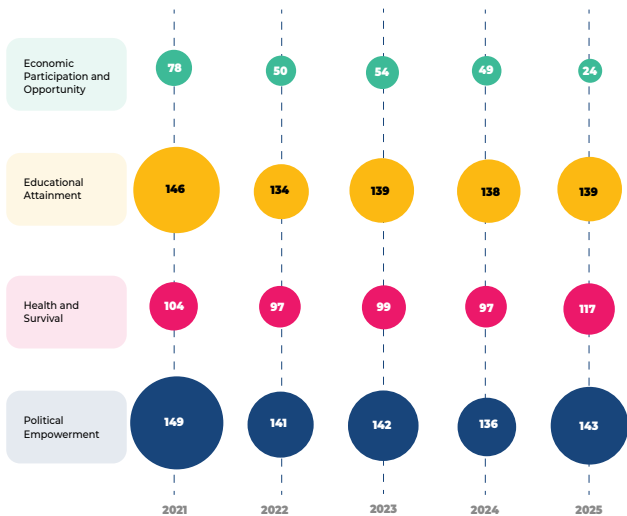 Economic
Participation and
Opportunity
78
50
54
49
24
Educational
Attainment
146
134
139
138
139
Health and
Survival
104
97
99
97
117
Political
Empowerment
149
141
142
136
143
2021
2022
2023
2024
2025